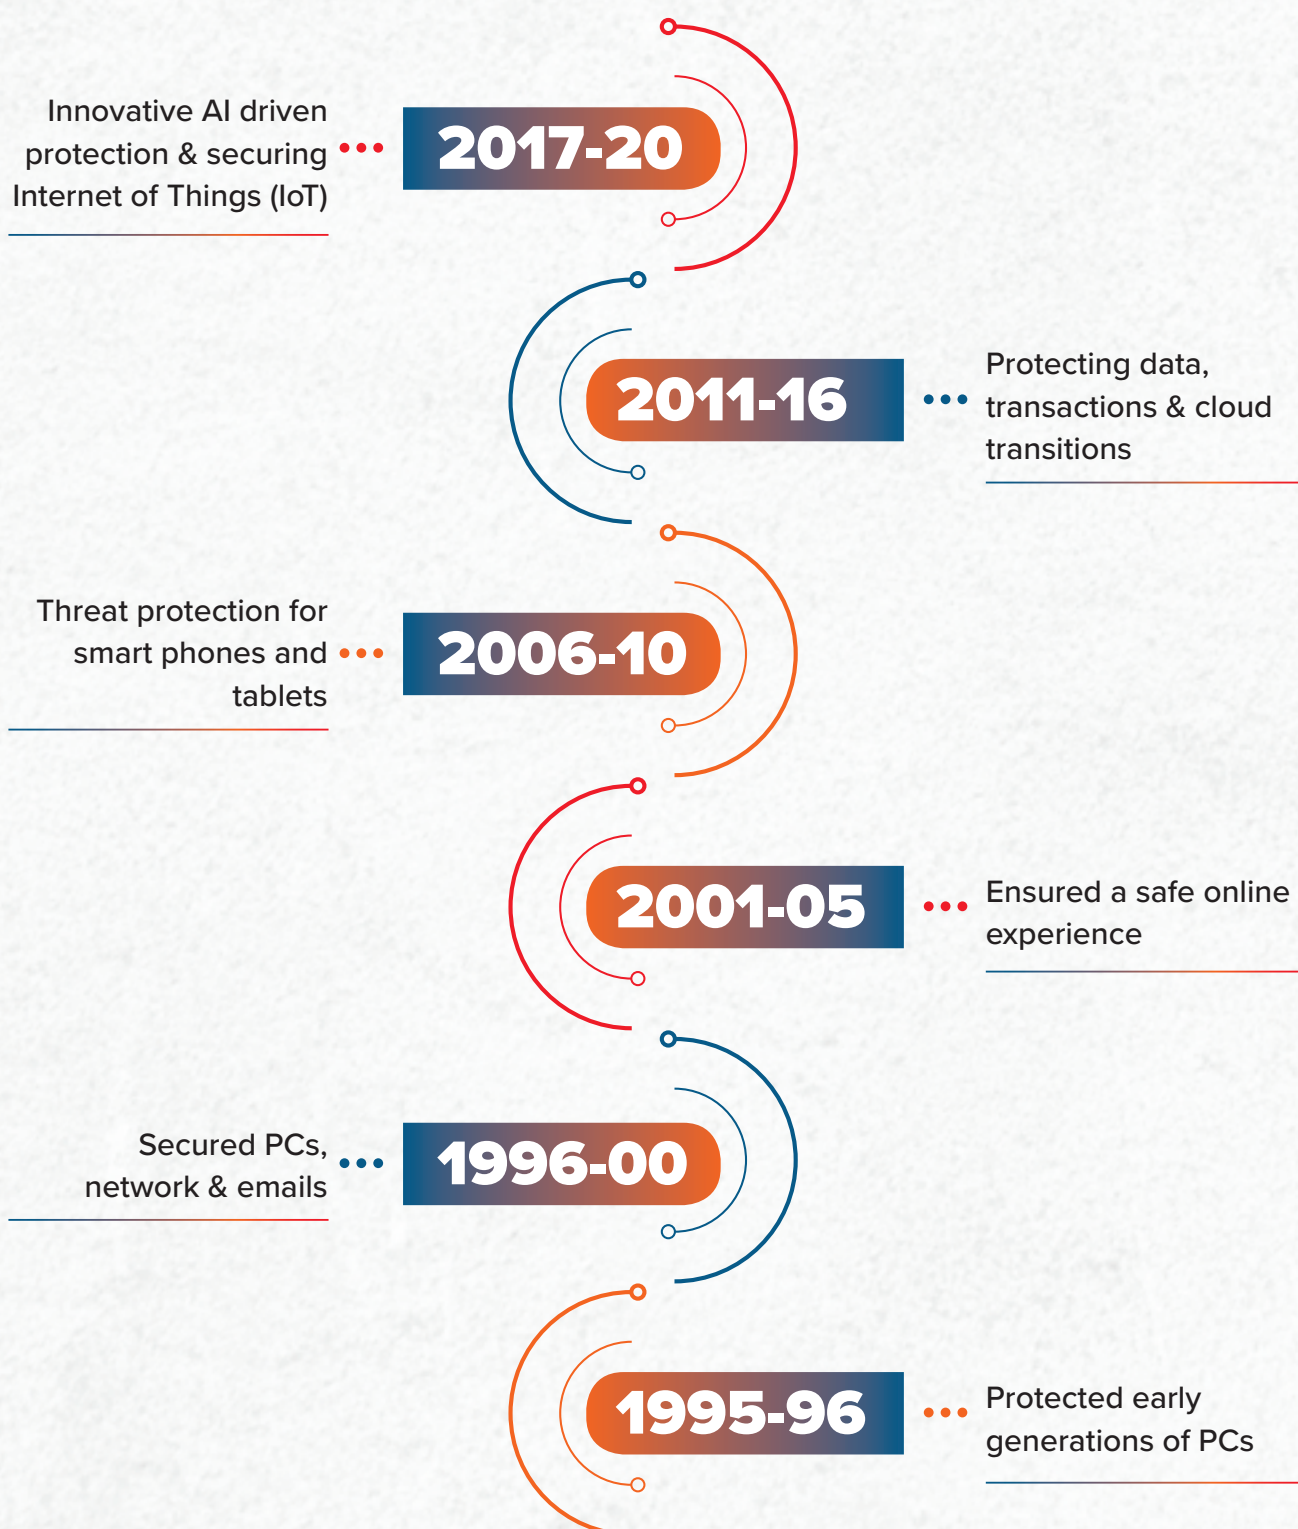 Innovative AI driven
protection & securing
Internet of Things (IoT)
2017-20
2011-16
Protecting data,
transactions & cloud
transitions
Threat protection for
smart phones and
tablets
2006-10
2001-05
Ensured a safe online
experience
Secured PCs,
network & emails
1996-00
1995-96
Protected early
generations of PCs